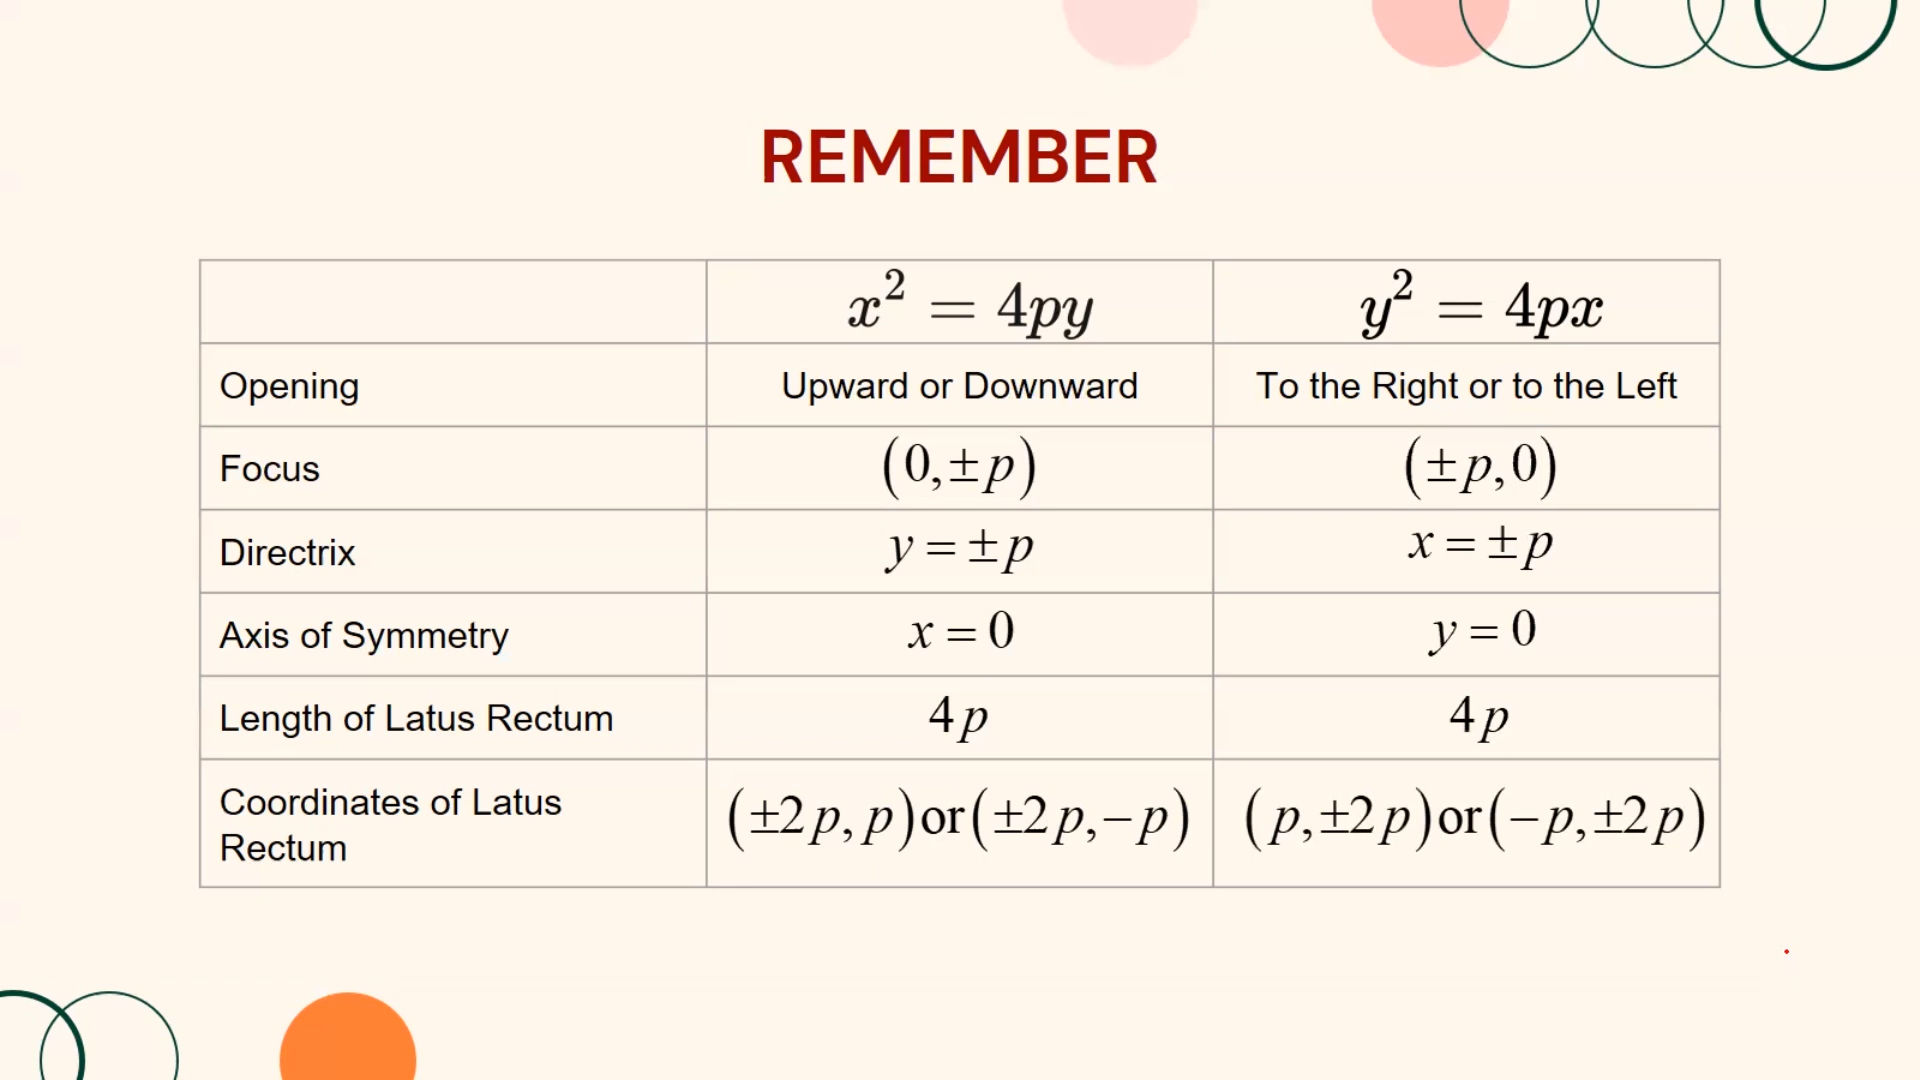 REMEMBER
x² = 4py
y² = 4px
Opening
Upward or Downward
To the Right or to the Left
Focus
(0,±p)
(±p,0)
Directrix
y=±p
x=±p
Axis of Symmetry
x=0
y=0
Length of Latus Rectum
4p
4p
Coordinates of Latus
Rectum
(±2p,p)or(±2p,−p)
(p,±2p)or(−p,±2p)